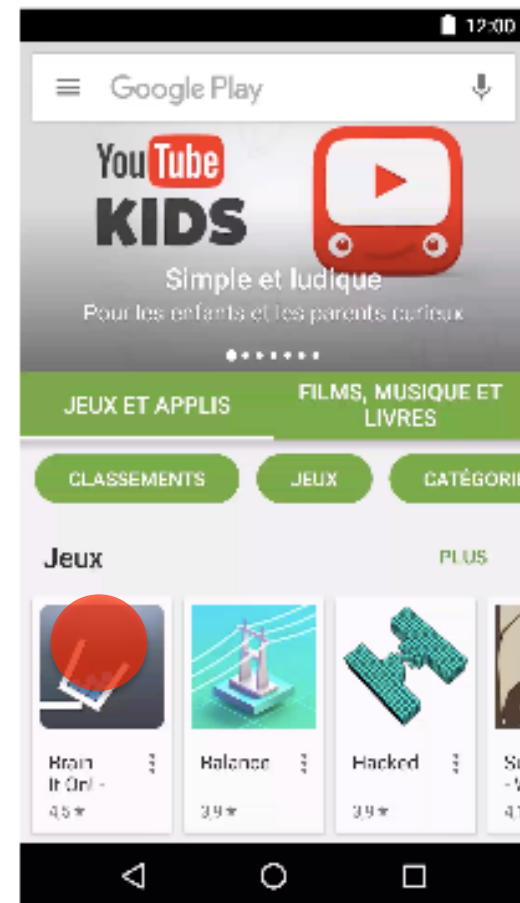 12:00
Google Play
YouTube
KIDS
Simple et ludique
Pour les enfants et les parents curieux
JEUX ET APPLIS
FILMS, MUSIQUE ET
LIVRES
CLASSEMENTS
JEUX
CATÉGORIE
Jeux
PLUS
Brain
It On! -
4,5 ★
Balance
3,9 ★
Hacked
3,9 ★